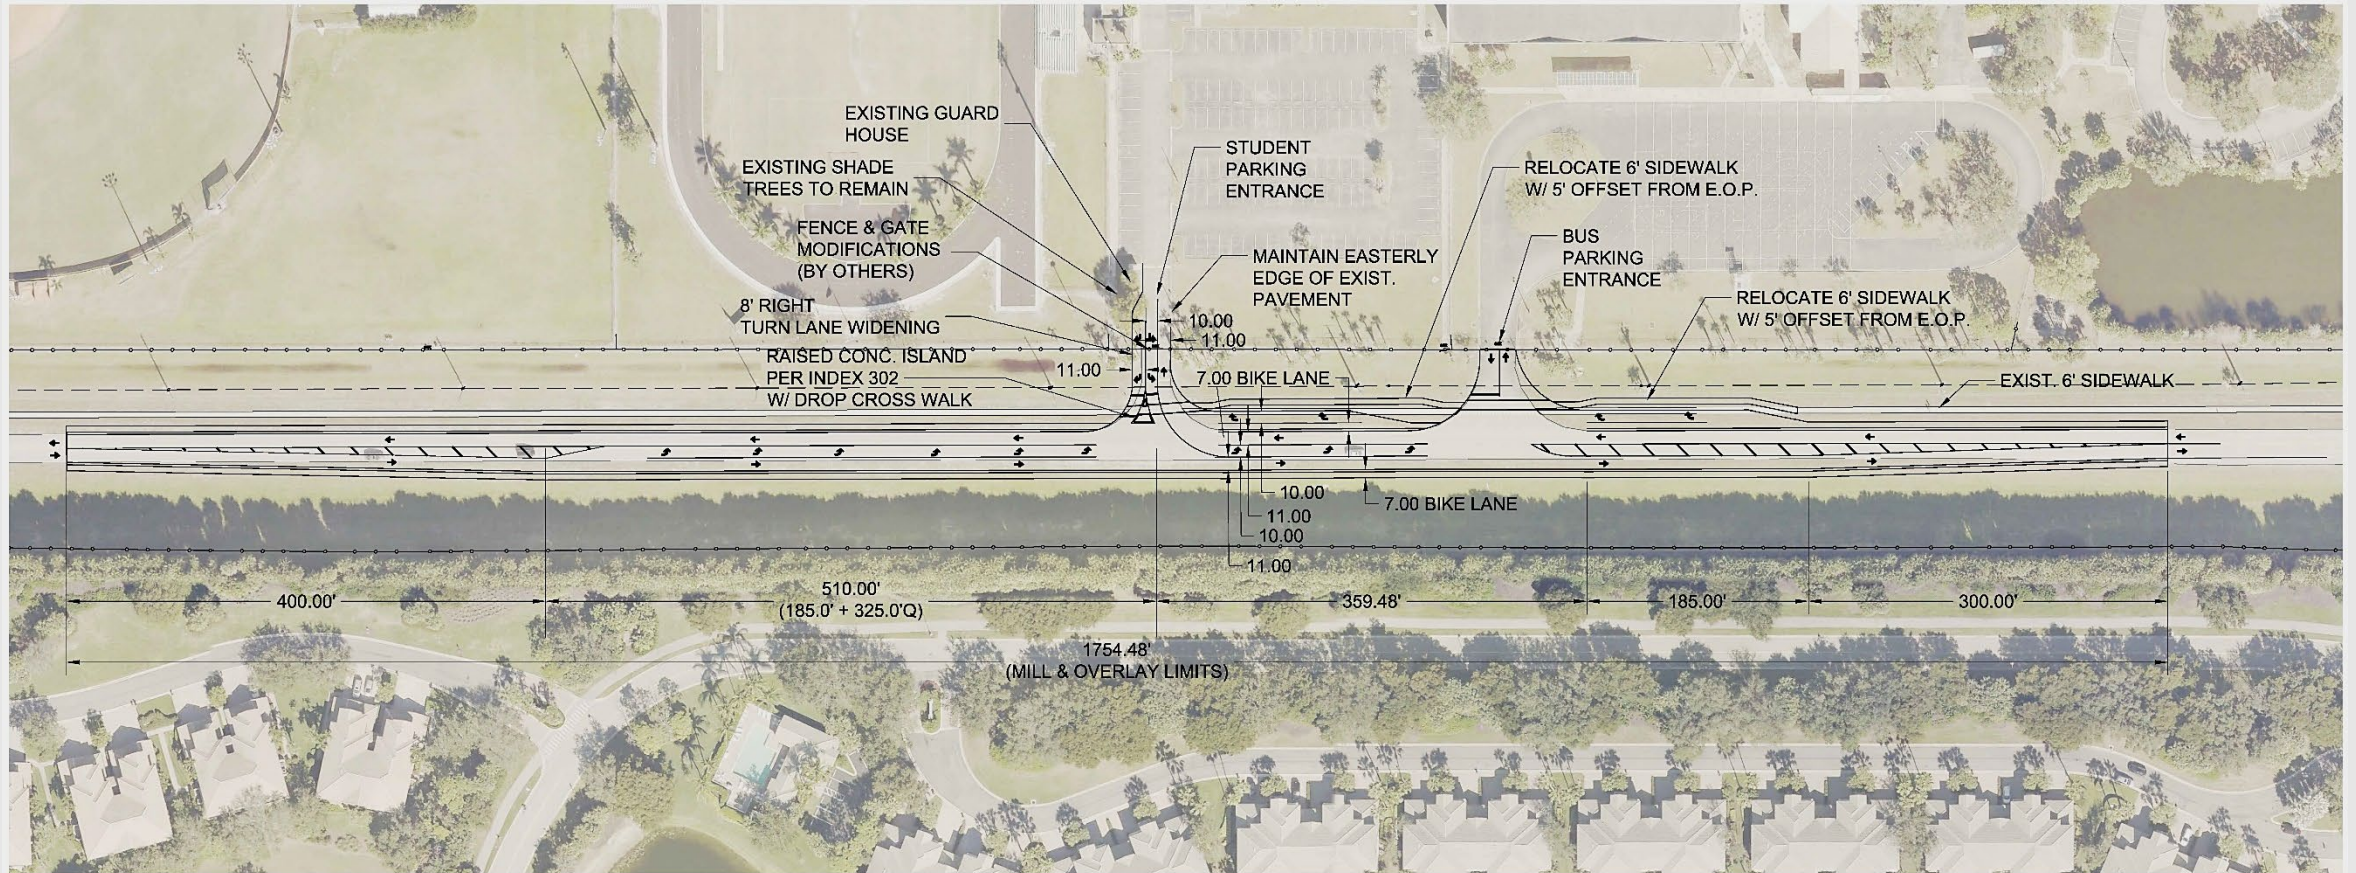 EXISTING GUARD
HOUSE
EXISTING SHADE
TREES TO REMAIN
FENCE & GATE
MODIFICATIONS
(BY OTHERS)
8' RIGHT
TURN LANE WIDENING
RAISED CONC. ISLAND
PER INDEX 302
W/ DROP CROSS WALK
STUDENT
PARKING
ENTRANCE
MAINTAIN EASTERLY
EDGE OF EXIST.
PAVEMENT
RELOCATE 6' SIDEWALK
W/ 5' OFFSET FROM E.O.P.
BUS
PARKING
ENTRANCE
RELOCATE 6' SIDEWALK
W/ 5' OFFSET FROM E.O.P.
10.00
11.00
11.00
7.00 BIKE LANE
EXIST. 6' SIDEWALK
10.00
7.00 BIKE LANE
11.00
10.00
11.00
400.00'
510.00'
(185.0' + 325.0'Q)
359.48'
185.00'
300.00'
1754.48'
(MILL & OVERLAY LIMITS)